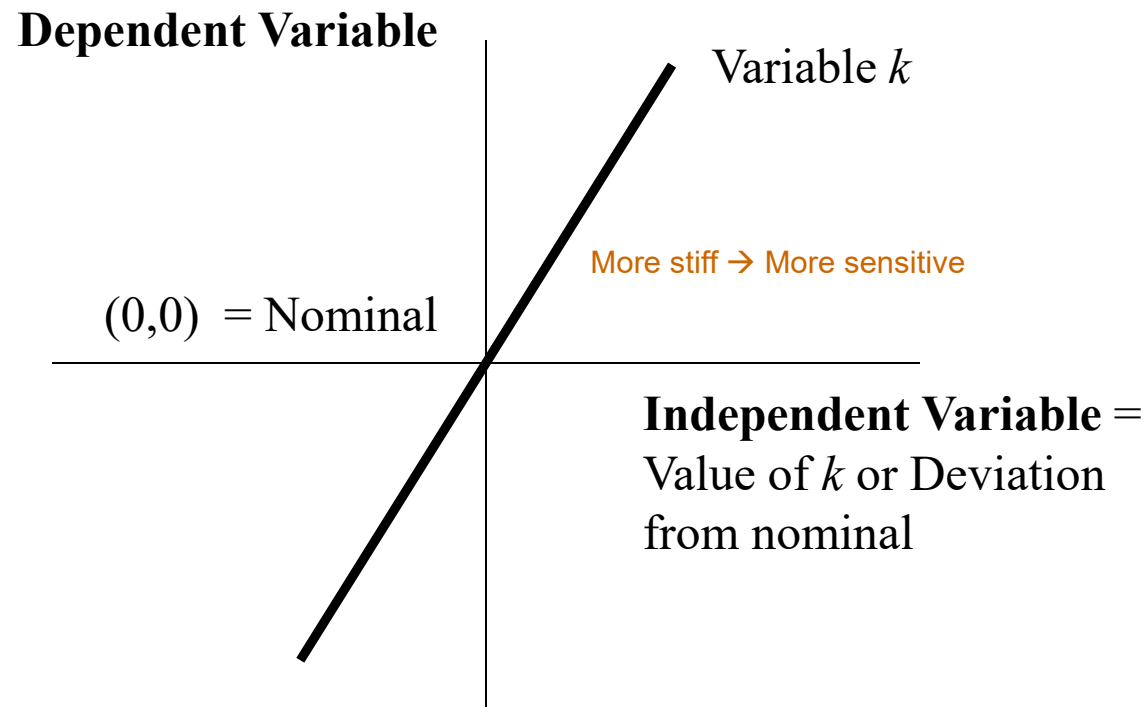 Dependent Variable
Variable k
More stiff → More sensitive
(0,0) = Nominal
Independent Variable =
Value of k or Deviation
from nominal